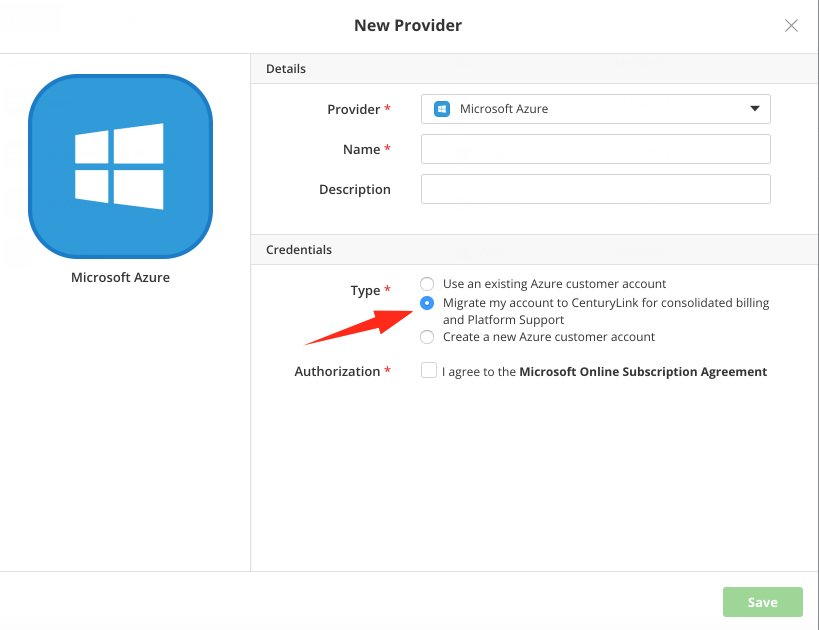 New Provider
Details
Provider *
Microsoft Azure
Name *
Description
Microsoft Azure
Credentials
Type *
Use an existing Azure customer account
Migrate my account to CenturyLink for consolidated billing
and Platform Support
Create a new Azure customer account
Authorization *
I agree to the Microsoft Online Subscription Agreement
Save